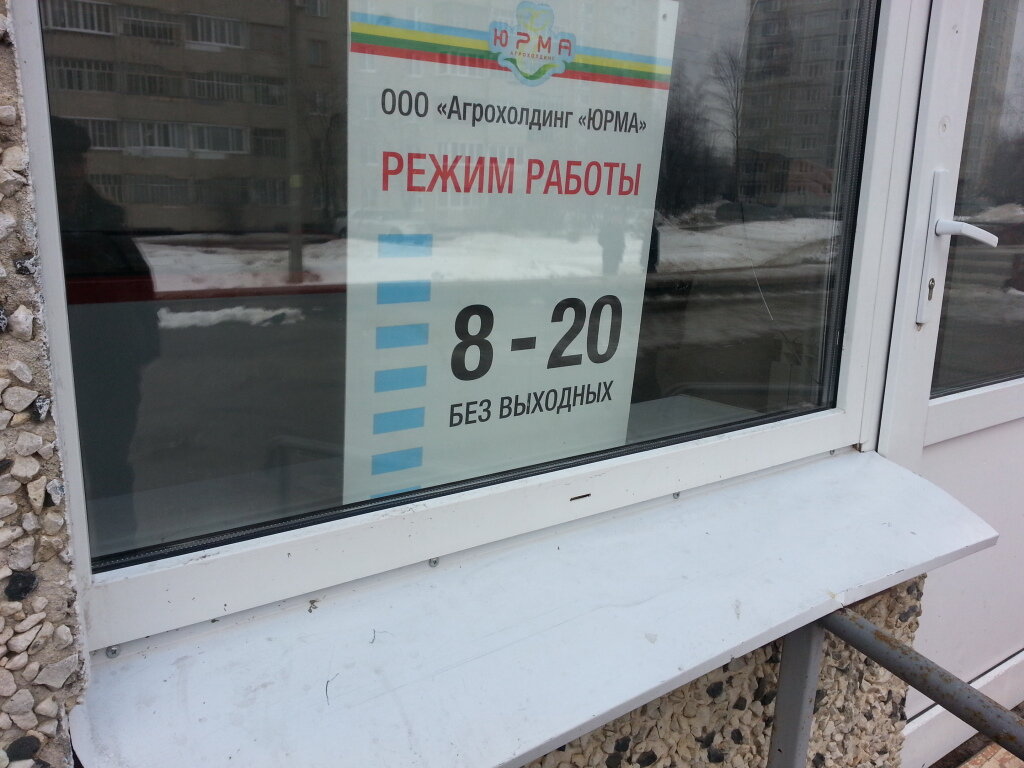 ЮРМА
АГРОХОЛДИНГ
ООО «Агрохолдинг «ЮРМА»
РЕЖИМ РАБОТЫ
8 - 20
БЕЗ ВЫХОДНЫХ